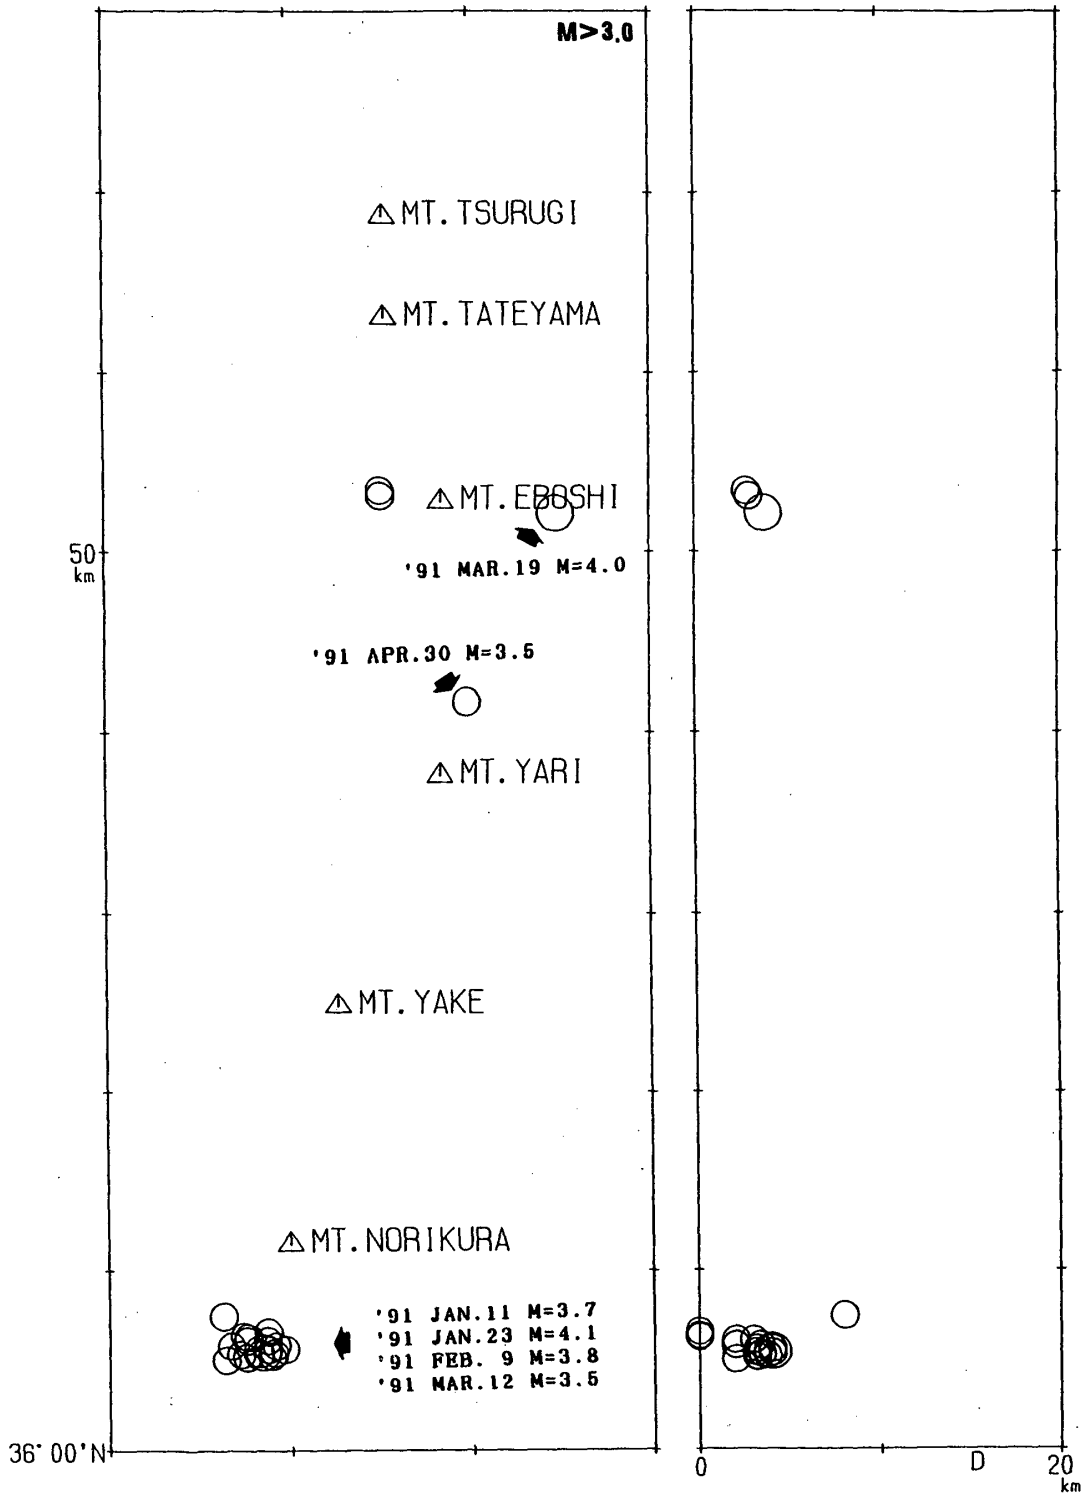 M>3.0
MT.TSURUGI
MT.TATEYAMA
MT.EBOSHI
50
km
'91 MAR.19 M=4.0
'91 APR.30 M=3.5
MT.YARI
MT.YAKE
MT.NORIKURA
'91 JAN.11 M=3.7
'91 JAN.23 M=4.1
'91 FEB. 9 M=3.8
'91 MAR.12 M=3.5
36°00'N
0 D 20
km